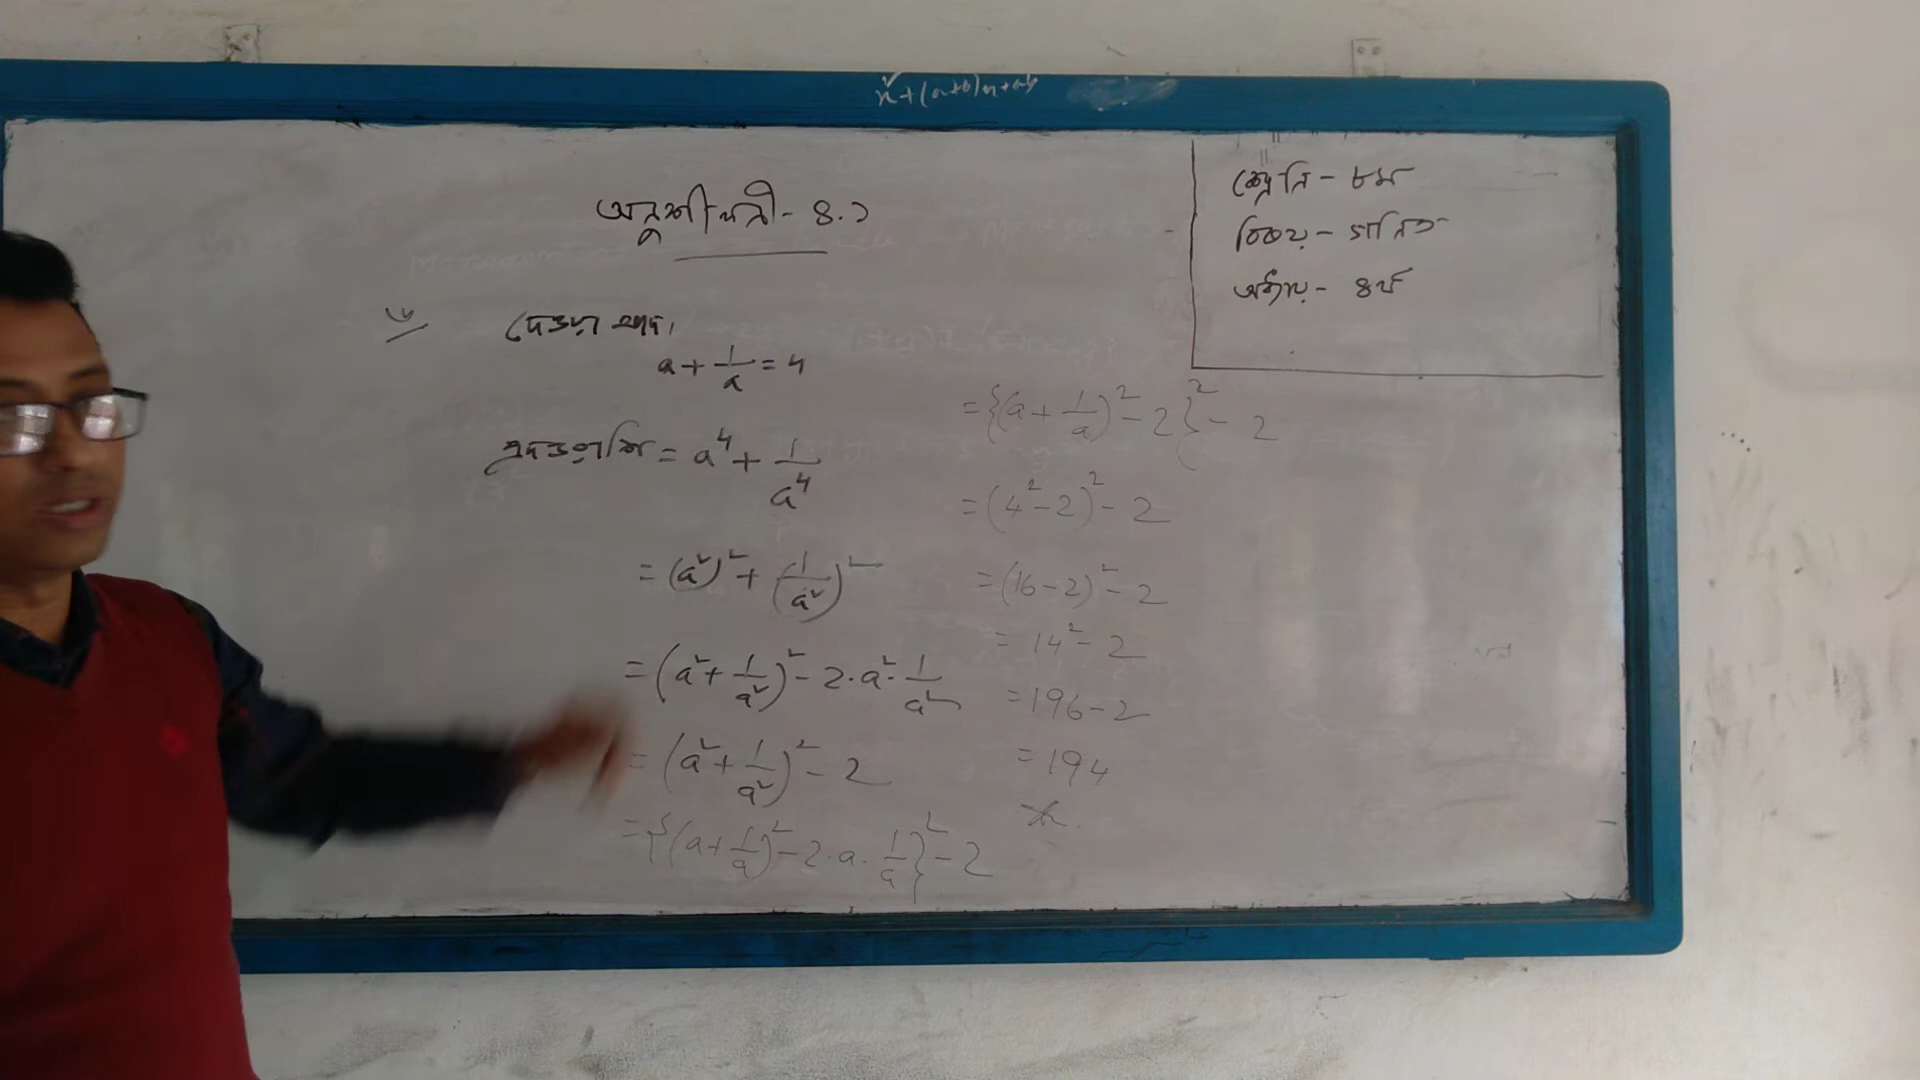 x² + (a+b)x + ab
অনুশীলনী - ৪.১
শ্রেনি - ৮ম
বিষয় - গনিত
অধ্যায় - ৪র্থ
দেওয়া আছে,
a + 1/a = 4
প্রদত্ত রাশি = a⁴ + 1/a⁴
= (a²)² + (1/a²)²
= (a² + 1/a²)² - 2·a²·1/a²
= (a² + 1/a²)² - 2
= {(a + 1/a)² - 2·a·1/a}² - 2
= {(a + 1/a)² - 2}² - 2
= (4² - 2)² - 2
= (16 - 2)² - 2
= 14² - 2
= 196 - 2
= 194